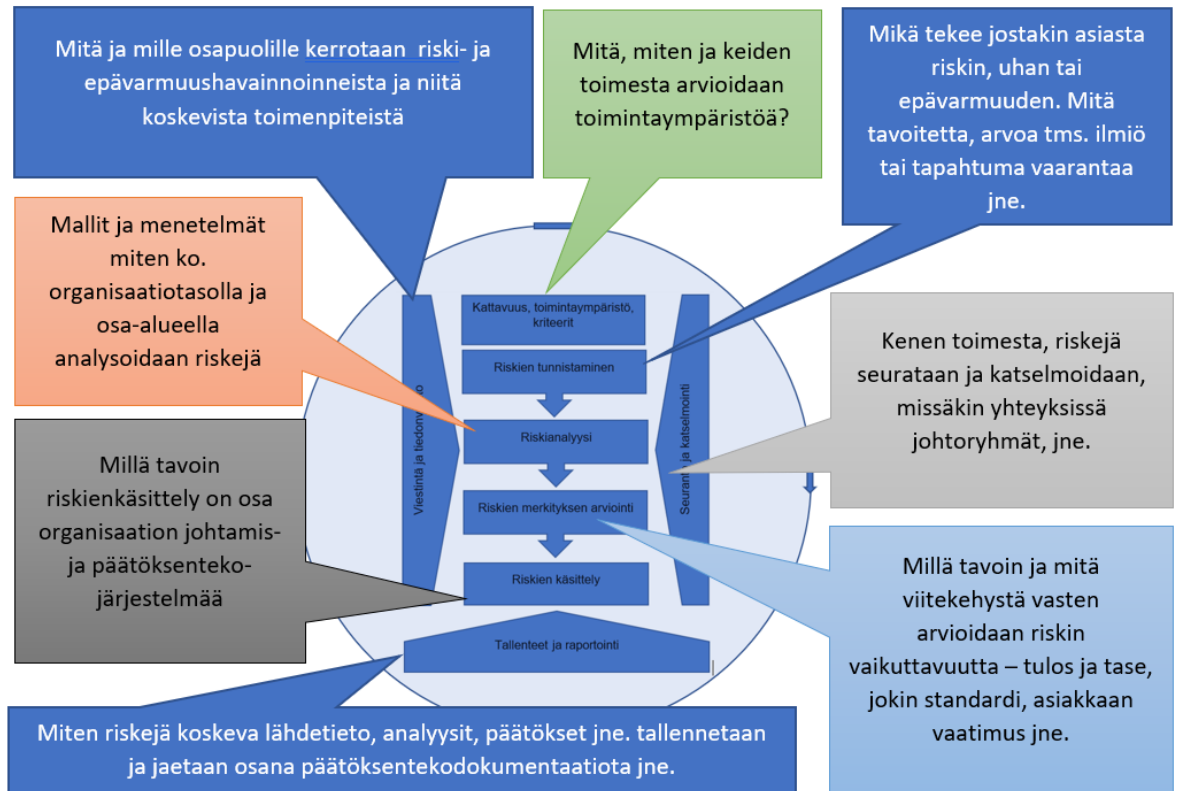 Mitä ja mille osapuolille kerrotaan riski- ja
epävarmuushavainnoinneista ja niitä
koskevista toimenpiteistä
Mitä, miten ja keiden
toimesta arvioidaan
toimintaympäristöä?
Mikä tekee jostakin asiasta
riskin, uhan tai
epävarmuuden. Mitä
tavoitetta, arvoa tms. ilmiö
tai tapahtuma vaarantaa
jne.
Mallit ja menetelmät
miten ko.
organisaatiotasolla ja
osa-alueella
analysoidaan riskejä
Kattavuus, toimintaympäristö,
kriteerit
Riskien tunnistaminen
Riskianalyysi
Riskien merkityksen arviointi
Riskien käsittely
Viestintä ja
Seuranta ja katselmointi
Tallenteet ja raportointi
Kenen toimesta, riskejä
seurataan ja katselmoidaan,
missäkin yhteyksissä
johtoryhmät, jne.
Millä tavoin
riskienkäsittely on osa
organisaation johtamis-
ja päätöksenteko-
järjestelmää
Millä tavoin ja mitä
viitekehystä vasten
arvioidaan riskin
vaikuttavuutta – tulos ja tase,
jokin standardi, asiakkaan
vaatimus jne.
Miten riskejä koskeva lähdetieto, analyysit, päätökset jne. tallennetaan
ja jaetaan osana päätöksentekodokumentaatiota jne.